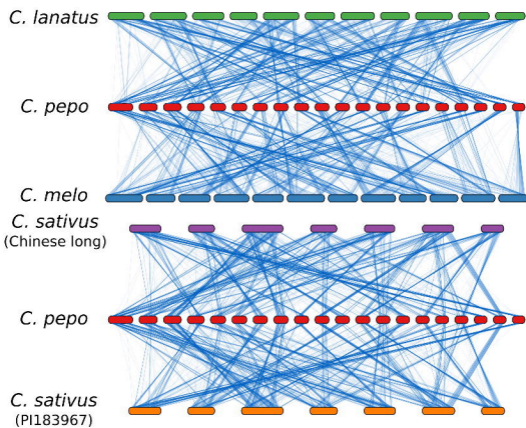 C. lanatus
C. pepo
C. melo
C. sativus
(Chinese long)
C. pepo
C. sativus
(PI183967)